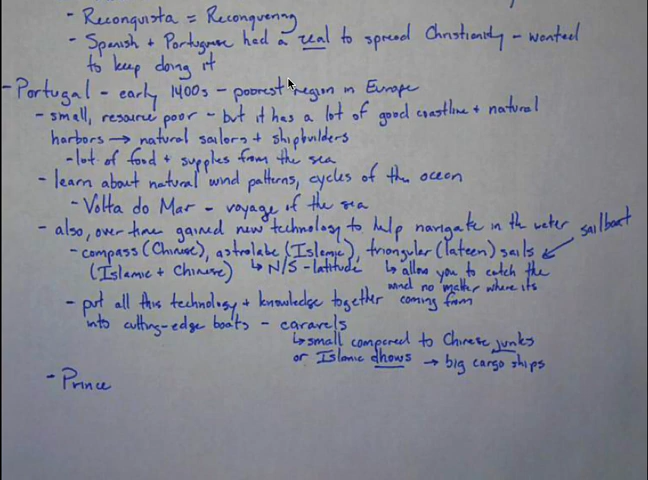 - Reconquista = Reconquering
- Spanish + Portuguese had a zeal to spread Christianity - wanted
to keep doing it
- Portugal - early 1400s - poorest region in Europe
- small, resource poor - but it has a lot of good coastline + natural
harbors → natural sailors + shipbuilders
- lot of food + supplies from the sea
- learn about natural wind patterns, cycles of the ocean
- Volta do Mar - voyage of the sea
- also, over time gained new technology to help navigate in the water
sailboat
- compass (Chinese), astrolabe (Islamic), triangular (lateen) sails
(Islamic + Chinese) ↳ N/S - latitude ↳ allow you to catch the
wind no matter where its
coming from
- put all this technology + knowledge together
into cutting-edge boats - caravels
↳ small compared to Chinese junks
or Islamic dhows → big cargo ships
- Prince